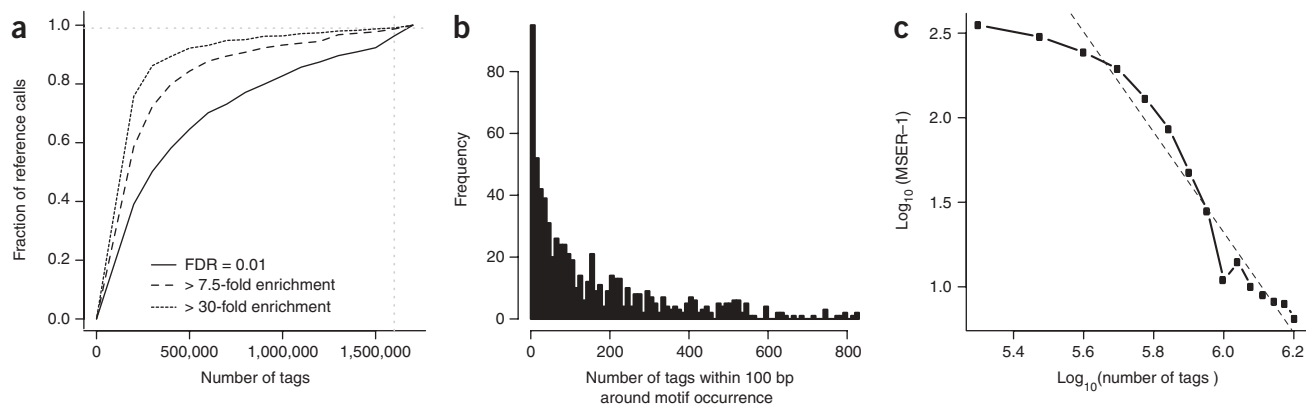 a
Fraction of reference calls
1.0
0.8
0.6
0.4
0.2
0.0
FDR = 0.01
> 7.5-fold enrichment
> 30-fold enrichment
0
500,000
1,000,000
1,500,000
Number of tags
b
Frequency
80
60
40
20
0
0
200
400
600
800
Number of tags within 100 bp
around motif occurrence
c
Log10 (MSER–1)
2.5
2.0
1.5
1.0
5.4
5.6
5.8
6.0
6.2
Log10(number of tags )